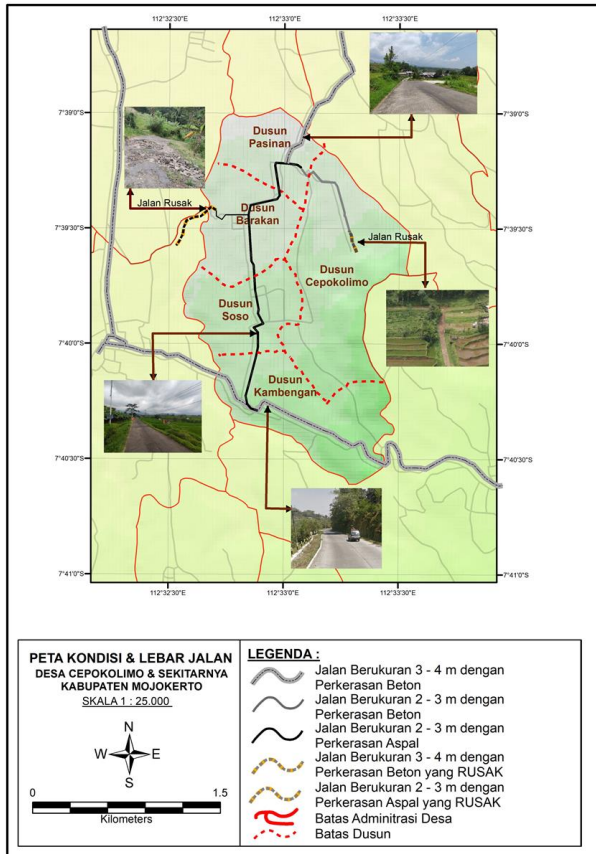 112°32'30"E
112°33'0"E
112°33'30"E
7°39'0"S
7°39'0"S
Dusun
Pasinan
Jalan Rusak
Dusun
Barakan
7°39'30"S
7°39'30"S
Jalan Rusak
Dusun
Cepokolimo
Dusun
Soso
7°40'0"S
7°40'0"S
Dusun
Kambengan
7°40'30"S
7°40'30"S
7°41'0"S
7°41'0"S
112°32'30"E
112°33'0"E
112°33'30"E
PETA KONDISI & LEBAR JALAN
DESA CEPOKOLIMO & SEKITARNYA
KABUPATEN MOJOKERTO
SKALA 1 : 25.000
N
W E
S
0 1.5
Kilometers
LEGENDA :
Jalan Berukuran 3 - 4 m dengan
Perkerasan Beton
Jalan Berukuran 2 - 3 m dengan
Perkerasan Beton
Jalan Berukuran 2 - 3 m dengan
Perkerasan Aspal
Jalan Berukuran 3 - 4 m dengan
Perkerasan Beton yang RUSAK
Jalan Berukuran 2 - 3 m dengan
Perkerasan Aspal yang RUSAK
Batas Adminitrasi Desa
Batas Dusun